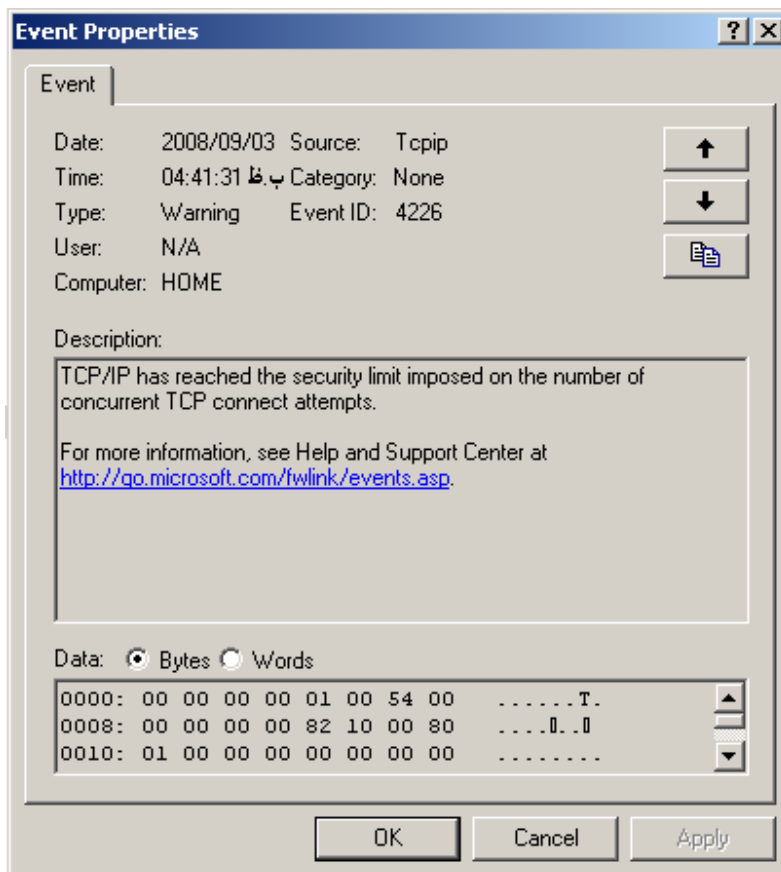 Event Properties
Event
Date: 2008/09/03 Source: Tcpip
Time: 04:41:31 ب.ظ Category: None
Type: Warning Event ID: 4226
User: N/A
Computer: HOME
Description:
TCP/IP has reached the security limit imposed on the number of
concurrent TCP connect attempts.
For more information, see Help and Support Center at
http://go.microsoft.com/fwlink/events.asp.
Data: Bytes Words
0000: 00 00 00 00 01 00 54 00 ......T.
0008: 00 00 00 00 82 10 00 80 ....▯..▯
0010: 01 00 00 00 00 00 00 00 ........
OK Cancel Apply